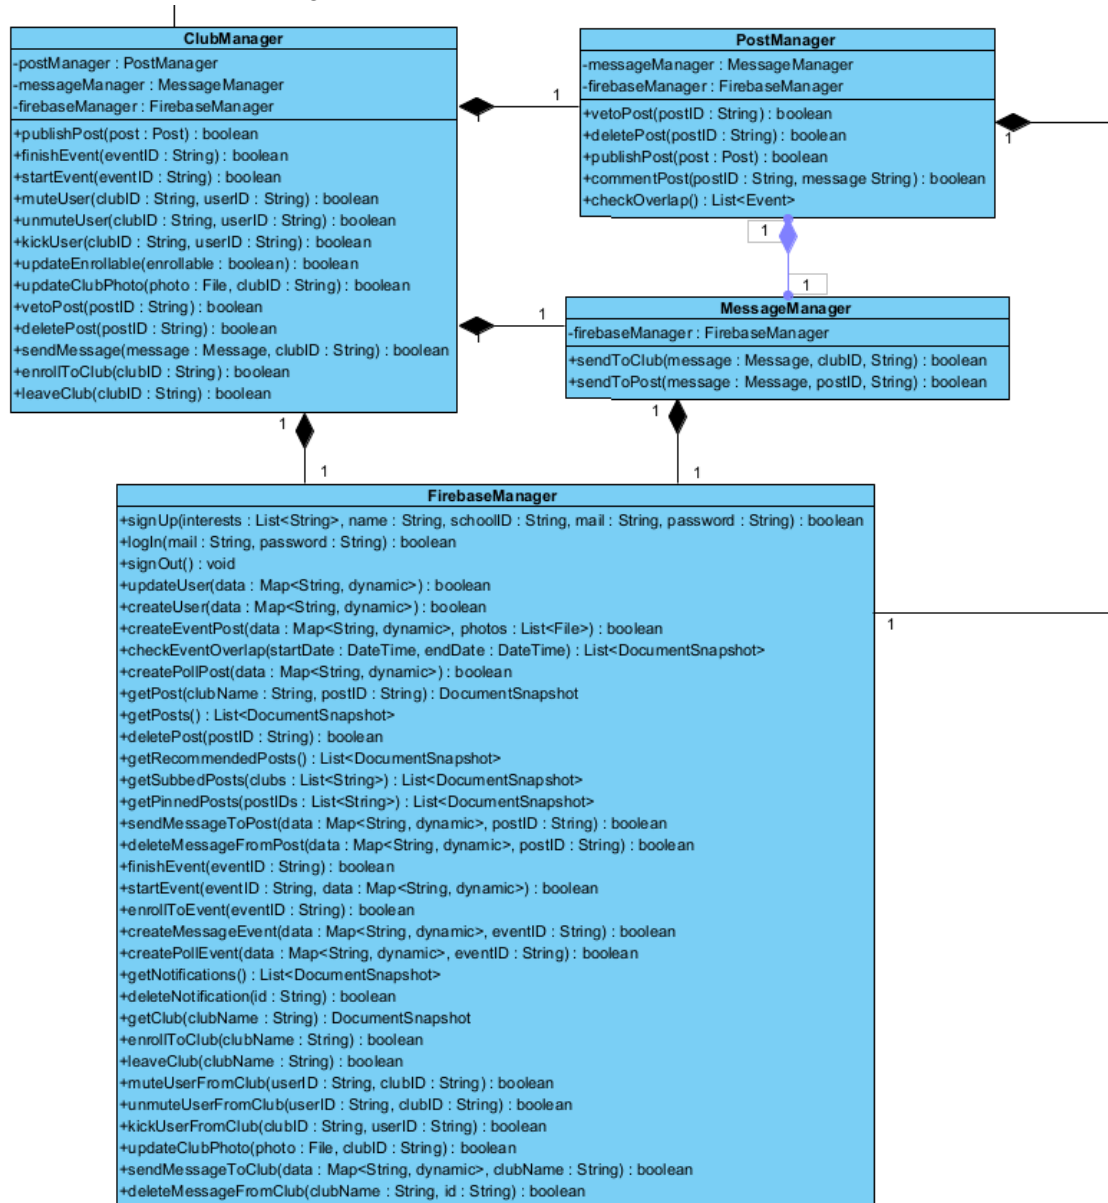 ClubManager
-postManager : PostManager
-messageManager : MessageManager
-firebaseManager : FirebaseManager
+publishPost(post : Post) : boolean
+finishEvent(eventID : String) : boolean
+startEvent(eventID : String) : boolean
+muteUser(clubID : String, userID : String) : boolean
+unmuteUser(clubID : String, userID : String) : boolean
+kickUser(clubID : String, userID : String) : boolean
+updateEnrollable(enrollable : boolean) : boolean
+updateClubPhoto(photo : File, clubID : String) : boolean
+vetoPost(postID : String) : boolean
+deletePost(postID : String) : boolean
+sendMessage(message : Message, clubID : String) : boolean
+enrollToClub(clubID : String) : boolean
+leaveClub(clubID : String) : boolean
1
PostManager
-messageManager : MessageManager
-firebaseManager : FirebaseManager
+vetoPost(postID : String) : boolean
+deletePost(postID : String) : boolean
+publishPost(post : Post) : boolean
+commentPost(postID : String, message String) : boolean
+checkOverlap() : List<Event>
1
1
1
1
MessageManager
-firebaseManager : FirebaseManager
+sendToClub(message : Message, clubID, String) : boolean
+sendToPost(message : Message, postID, String) : boolean
1
1
1
1
FirebaseManager
+signUp(interests : List<String>, name : String, schoolID : String, mail : String, password : String) : boolean
+logIn(mail : String, password : String) : boolean
+signOut() : void
+updateUser(data : Map<String, dynamic>) : boolean
+createUser(data : Map<String, dynamic>) : boolean
+createEventPost(data : Map<String, dynamic>, photos : List<File>) : boolean
+checkEventOverlap(startDate : DateTime, endDate : DateTime) : List<DocumentSnapshot>
+createPollPost(data : Map<String, dynamic>) : boolean
+getPost(clubName : String, postID : String) : DocumentSnapshot
+getPosts() : List<DocumentSnapshot>
+deletePost(postID : String) : boolean
+getRecommendedPosts() : List<DocumentSnapshot>
+getSubbedPosts(clubs : List<String>) : List<DocumentSnapshot>
+getPinnedPosts(postIDs : List<String>) : List<DocumentSnapshot>
+sendMessageToPost(data : Map<String, dynamic>, postID : String) : boolean
+deleteMessageFromPost(data : Map<String, dynamic>, postID : String) : boolean
+finishEvent(eventID : String) : boolean
+startEvent(eventID : String, data : Map<String, dynamic>) : boolean
+enrollToEvent(eventID : String) : boolean
+createMessageEvent(data : Map<String, dynamic>, eventID : String) : boolean
+createPollEvent(data : Map<String, dynamic>, eventID : String) : boolean
+getNotifications() : List<DocumentSnapshot>
+deleteNotification(id : String) : boolean
+getClub(clubName : String) : DocumentSnapshot
+enrollToClub(clubName : String) : boolean
+leaveClub(clubName : String) : boolean
+muteUserFromClub(userID : String, clubID : String) : boolean
+unmuteUserFromClub(userID : String, clubID : String) : boolean
+kickUserFromClub(clubID : String, userID : String) : boolean
+updateClubPhoto(photo : File, clubID : String) : boolean
+sendMessageToClub(data : Map<String, dynamic>, clubName : String) : boolean
+deleteMessageFromClub(clubName : String, id : String) : boolean
1